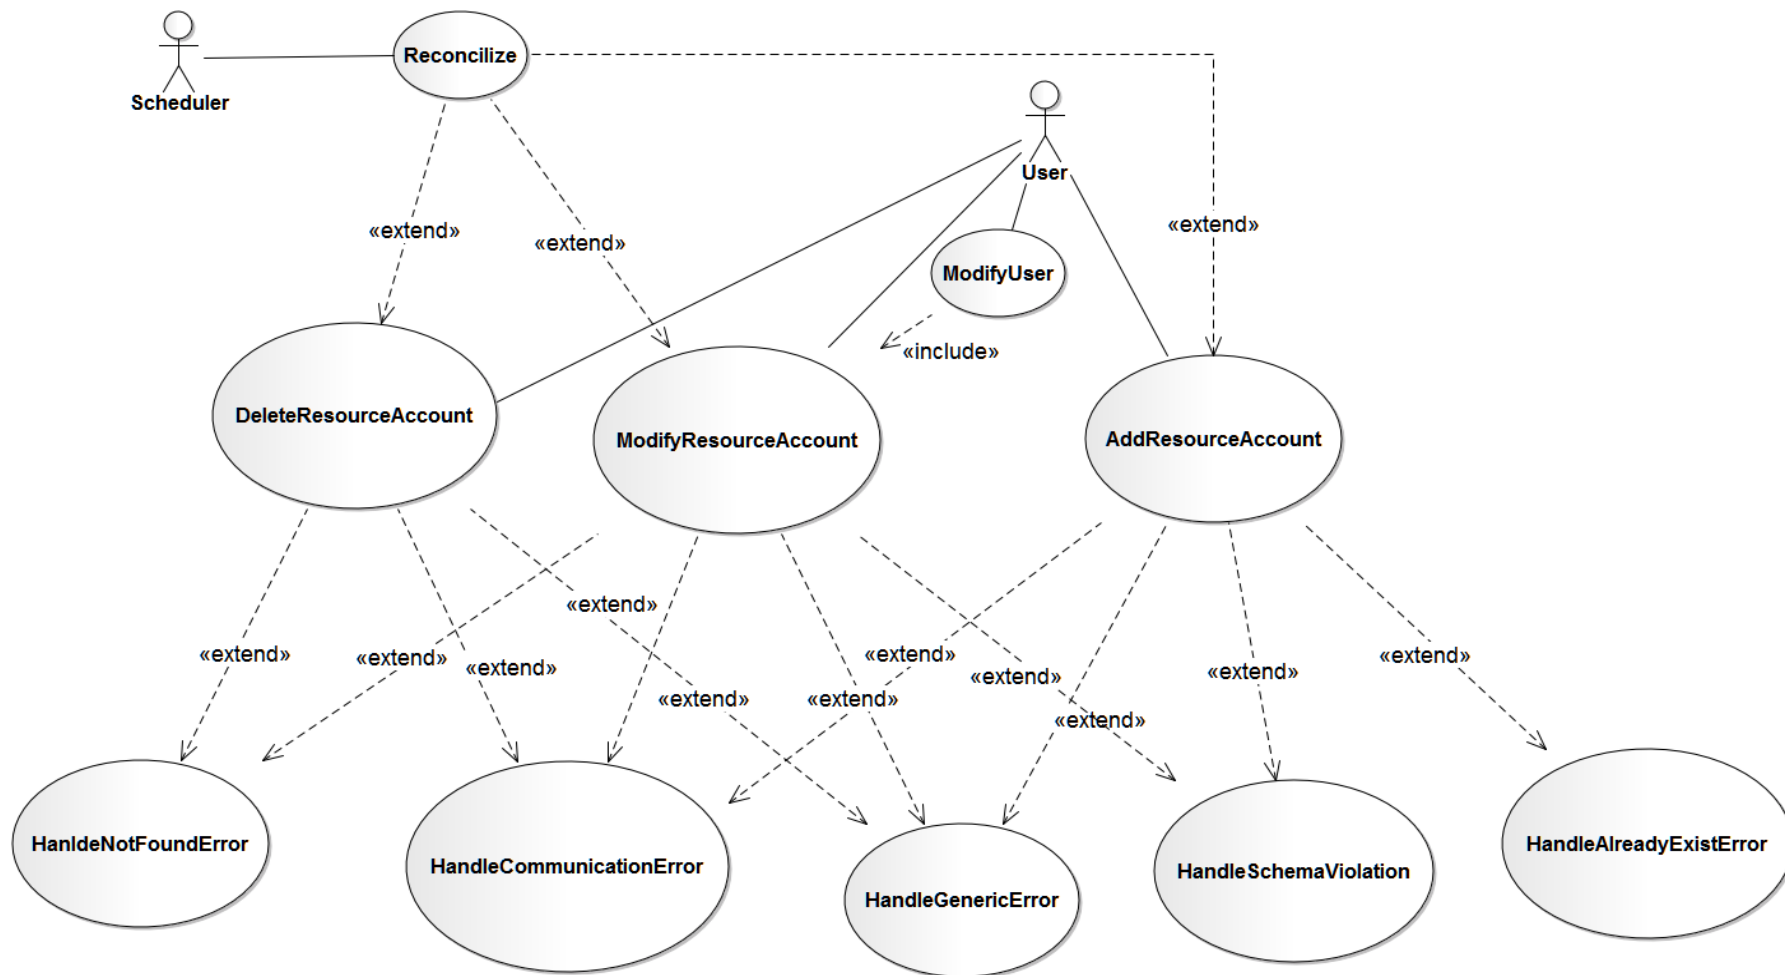 Reconcilize
Scheduler
User
«extend»
«extend»
«extend»
ModifyUser
«include»
DeleteResourceAccount
ModifyResourceAccount
AddResourceAccount
«extend»
«extend»
«extend»
«extend»
«extend»
«extend»
«extend»
«extend»
«extend»
«extend»
«extend»
HanldeNotFoundError
HandleCommunicationError
HandleGenericError
HandleSchemaViolation
HandleAlreadyExistError